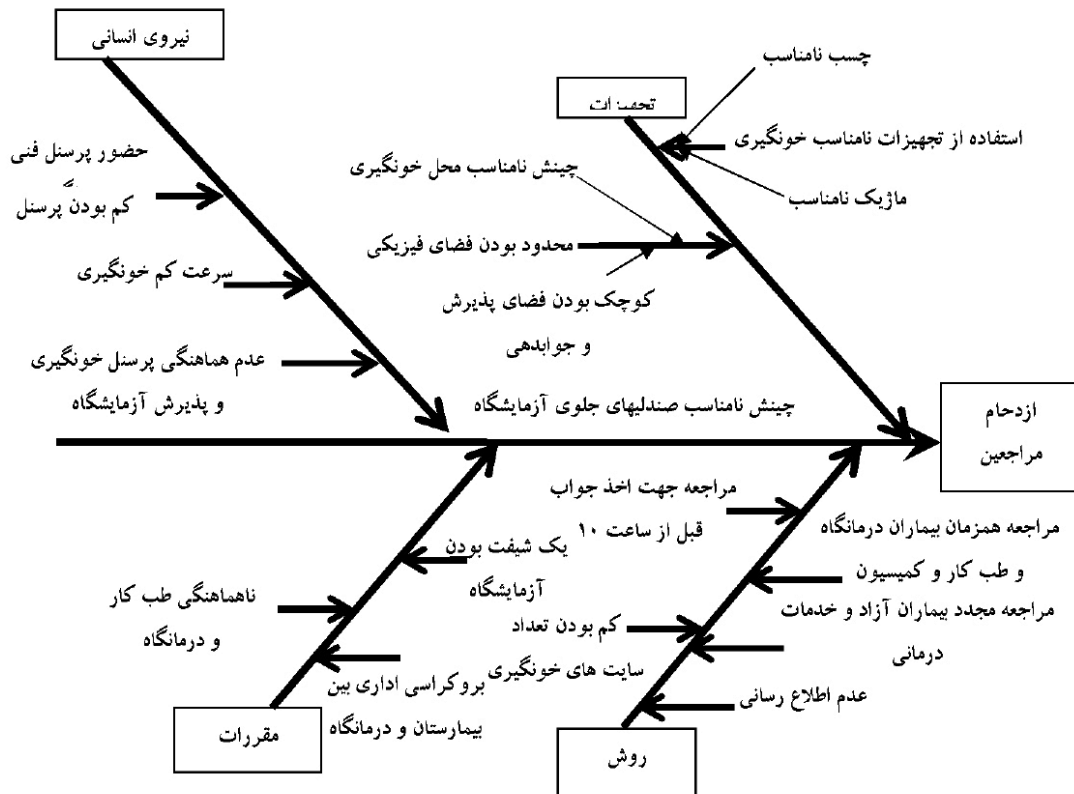 نیروی انسانی
حضور پرسنل فنی
کم بودن پرسنل
سرعت کم خونگیری
عدم هماهنگی پرسنل خونگیری
و پذیرش آزمایشگاه
تجهیزات
چسب نامناسب
استفاده از تجهیزات نامناسب خونگیری
ماژیک نامناسب
چینش نامناسب محل خونگیری
محدود بودن فضای فیزیکی
کوچک بودن فضای پذیرش
و جوابدهی
چینش نامناسب صندلیهای جلوی آزمایشگاه
ازدحام
مراجعین
مراجعه جهت اخذ جواب
قبل از ساعت ۱۰
مراجعه همزمان بیماران درمانگاه
و طب کار و کمیسیون
مراجعه مجدد بیماران آزاد و خدمات
درمانی
کم بودن تعداد
سایت های خونگیری
عدم اطلاع رسانی
روش
یک شیفت بودن
آزمایشگاه
ناهماهنگی طب کار
و درمانگاه
بروکراسی اداری بین
بیمارستان و درمانگاه
مقررات